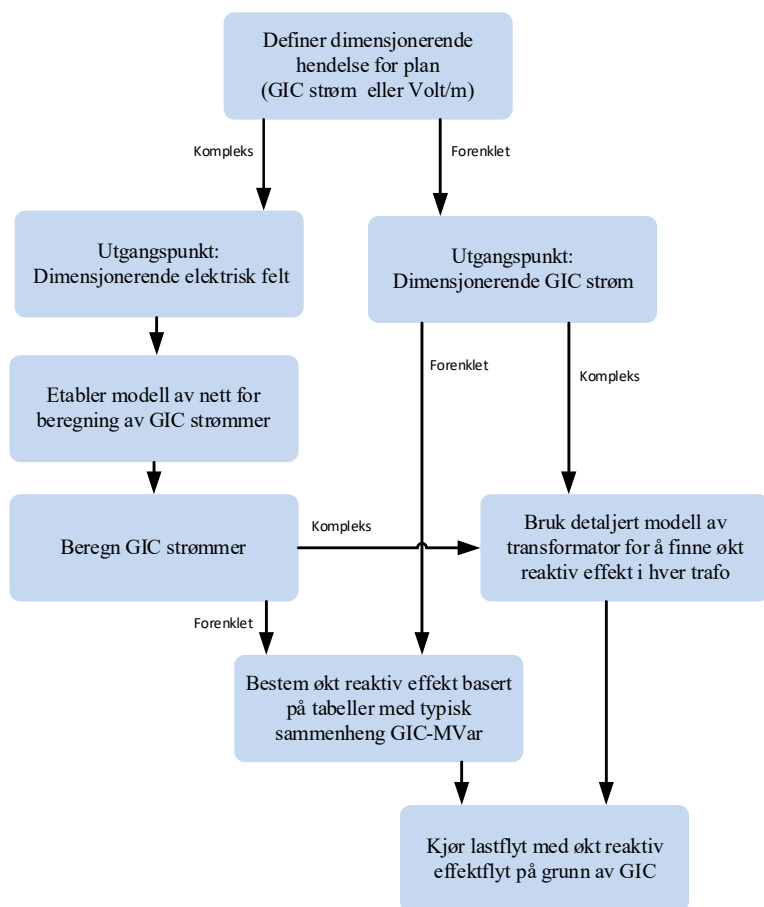 Definer dimensjonerende
hendelse for plan
(GIC strøm eller Volt/m)
Kompleks
Forenklet
Utgangspunkt:
Dimensjonerende elektrisk felt
Utgangspunkt:
Dimensjonerende GIC strøm
Forenklet
Kompleks
Etabler modell av nett for
beregning av GIC strømmer
Beregn GIC strømmer
Kompleks
Bruk detaljert modell av
transformator for å finne økt
reaktiv effekt i hver trafo
Forenklet
Bestem økt reaktiv effekt basert
på tabeller med typisk
sammenheng GIC-MVar
Kjør lastflyt med økt reaktiv
effektflyt på grunn av GIC